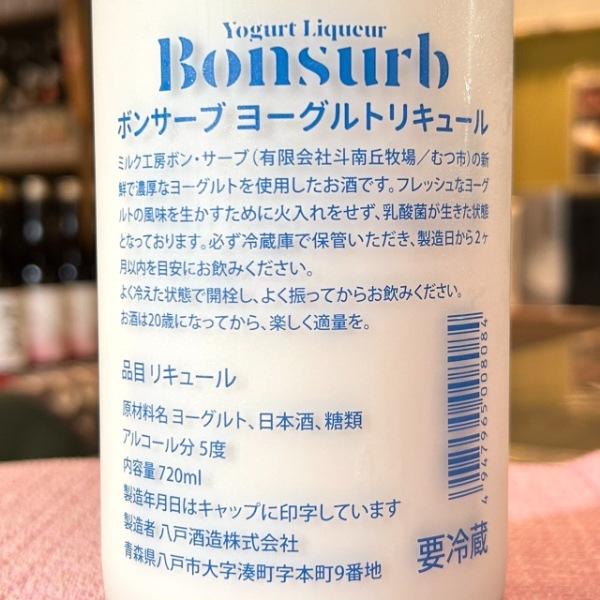 Yogurt Liqueur
Bonsurb
ボンサーブ ヨーグルトリキュール
ミルク工房ボン・サーブ（有限会社斗南丘牧場／むつ市）の新
鮮で濃厚なヨーグルトを使用したお酒です。フレッシュなヨーグ
ルトの風味を生かすために火入れをせず、乳酸菌が生きた状態
となっております。必ず冷蔵庫で保管いただき、製造日から2ヶ
月以内を目安にお飲みください。
よく冷えた状態で開栓し、よく振ってからお飲みください。
お酒は20歳になってから、楽しく適量を。
品目 リキュール
原材料名 ヨーグルト、日本酒、糖類
アルコール分 5度
内容量 720ml
製造年月日はキャップに印字しています
製造者 八戸酒造株式会社
青森県八戸市大字湊町字本町9番地
4947965008084
要冷蔵